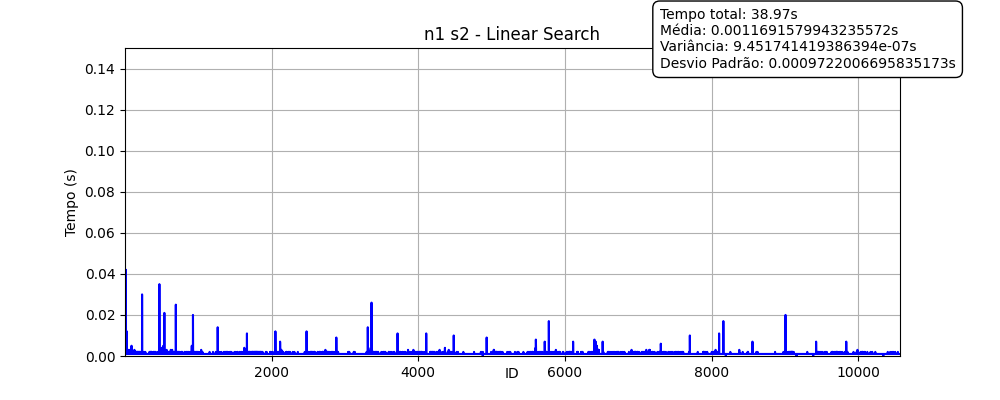 Tempo total: 38.97s
Média: 0.0011691579943235572s
Variância: 9.451741419386394e-07s
Desvio Padrão: 0.0009722006695835173s
n1 s2 - Linear Search
0.14
0.12
0.10
0.08
0.06
0.04
0.02
0.00
Tempo (s)
2000
4000
6000
8000
10000
ID